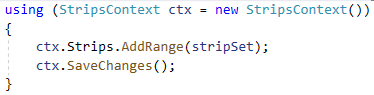 using (StripsContext ctx = new StripsContext())
{
    ctx.Strips.AddRange(stripSet);
    ctx.SaveChanges();
}